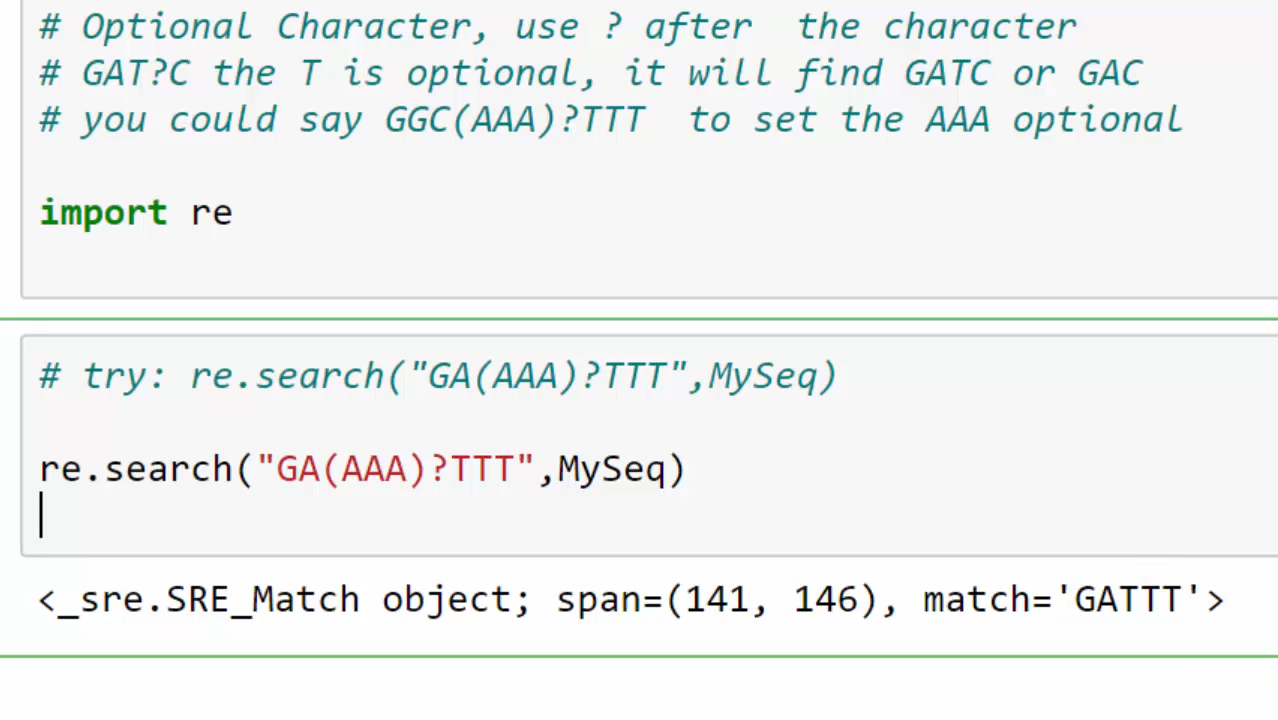 # Optional Character, use ? after  the character
# GAT?C the T is optional, it will find GATC or GAC
# you could say GGC(AAA)?TTT  to set the AAA optional
import re
# try: re.search("GA(AAA)?TTT",MySeq)
re.search("GA(AAA)?TTT",MySeq)
<_sre.SRE_Match object; span=(141, 146), match='GATTT'>